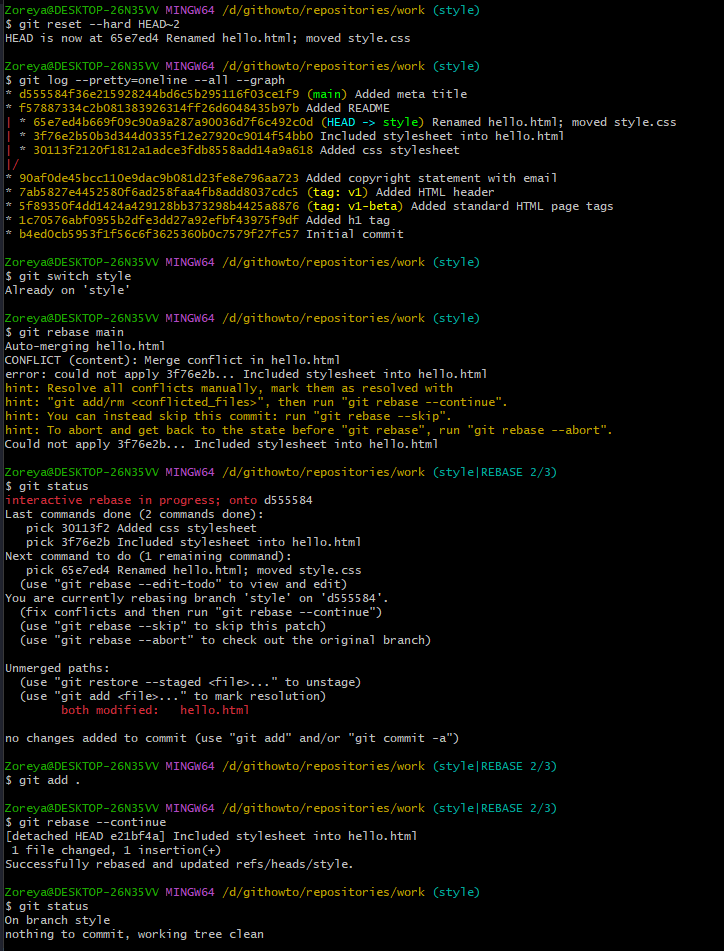 Zoreya@DESKTOP-26N35VV MINGW64 /d/githowto/repositories/work (style)
$ git reset --hard HEAD~2
HEAD is now at 65e7ed4 Renamed hello.html; moved style.css

Zoreya@DESKTOP-26N35VV MINGW64 /d/githowto/repositories/work (style)
$ git log --pretty=oneline --all --graph
* d555584f36e215928244bd6c5b295116f03ce1f9 (main) Added meta title
* f57887334c2b081383926314ff26d6048435b97b Added README
| * 65e7ed4b669f09c90a9a287a90036d7f6c492c0d (HEAD -> style) Renamed hello.html; moved style.css
| * 3f76e2b50b3d344d0335f12e27920c9014f54bb0 Included stylesheet into hello.html
| * 30113f2120f1812a1adce3fdb8558add14a9a618 Added css stylesheet
|/
* 90af0de45bcc110e9dac9b081d23fe8e796aa723 Added copyright statement with email
* 7ab5827e4452580f6ad258faa4fb8add8037cdc5 (tag: v1) Added HTML header
* 5f89350f4dd1424a429128bb373298b4425a8876 (tag: v1-beta) Added standard HTML page tags
* 1c70576abf0955b2dfe3dd27a92efbf43975f9df Added h1 tag
* b4ed0cb5953f1f56c6f3625360b0c7579f27fc57 Initial commit

Zoreya@DESKTOP-26N35VV MINGW64 /d/githowto/repositories/work (style)
$ git switch style
Already on 'style'

Zoreya@DESKTOP-26N35VV MINGW64 /d/githowto/repositories/work (style)
$ git rebase main
Auto-merging hello.html
CONFLICT (content): Merge conflict in hello.html
error: could not apply 3f76e2b... Included stylesheet into hello.html
hint: Resolve all conflicts manually, mark them as resolved with
hint: "git add/rm <conflicted_files>", then run "git rebase --continue".
hint: You can instead skip this commit: run "git rebase --skip".
hint: To abort and get back to the state before "git rebase", run "git rebase --abort".
Could not apply 3f76e2b... Included stylesheet into hello.html

Zoreya@DESKTOP-26N35VV MINGW64 /d/githowto/repositories/work (style|REBASE 2/3)
$ git status
interactive rebase in progress; onto d555584
Last commands done (2 commands done):
   pick 30113f2 Added css stylesheet
   pick 3f76e2b Included stylesheet into hello.html
Next command to do (1 remaining command):
   pick 65e7ed4 Renamed hello.html; moved style.css
  (use "git rebase --edit-todo" to view and edit)
You are currently rebasing branch 'style' on 'd555584'.
  (fix conflicts and then run "git rebase --continue")
  (use "git rebase --skip" to skip this patch)
  (use "git rebase --abort" to check out the original branch)

Unmerged paths:
  (use "git restore --staged <file>..." to unstage)
  (use "git add <file>..." to mark resolution)
        both modified:   hello.html

no changes added to commit (use "git add" and/or "git commit -a")

Zoreya@DESKTOP-26N35VV MINGW64 /d/githowto/repositories/work (style|REBASE 2/3)
$ git add .

Zoreya@DESKTOP-26N35VV MINGW64 /d/githowto/repositories/work (style|REBASE 2/3)
$ git rebase --continue
[detached HEAD e21bf4a] Included stylesheet into hello.html
 1 file changed, 1 insertion(+)
Successfully rebased and updated refs/heads/style.

Zoreya@DESKTOP-26N35VV MINGW64 /d/githowto/repositories/work (style)
$ git status
On branch style
nothing to commit, working tree clean